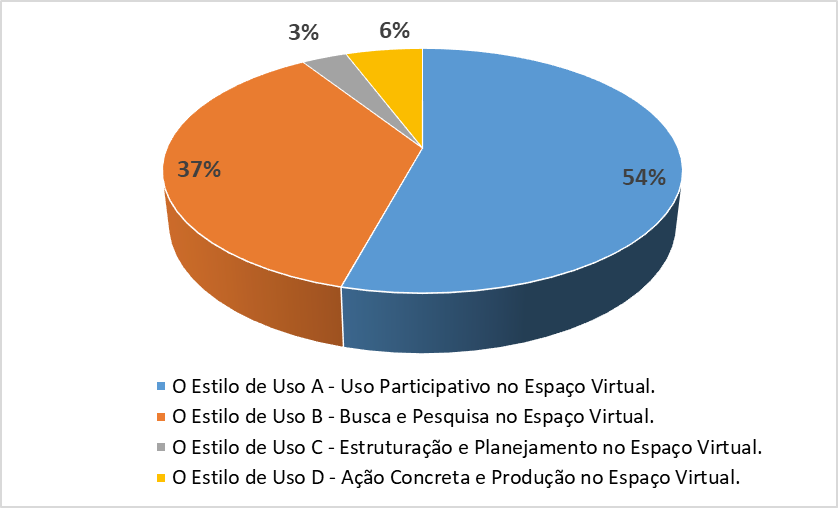 3%
6%
37%
54%
O Estilo de Uso A - Uso Participativo no Espaço Virtual.
O Estilo de Uso B - Busca e Pesquisa no Espaço Virtual.
O Estilo de Uso C - Estruturação e Planejamento no Espaço Virtual.
O Estilo de Uso D - Ação Concreta e Produção no Espaço Virtual.